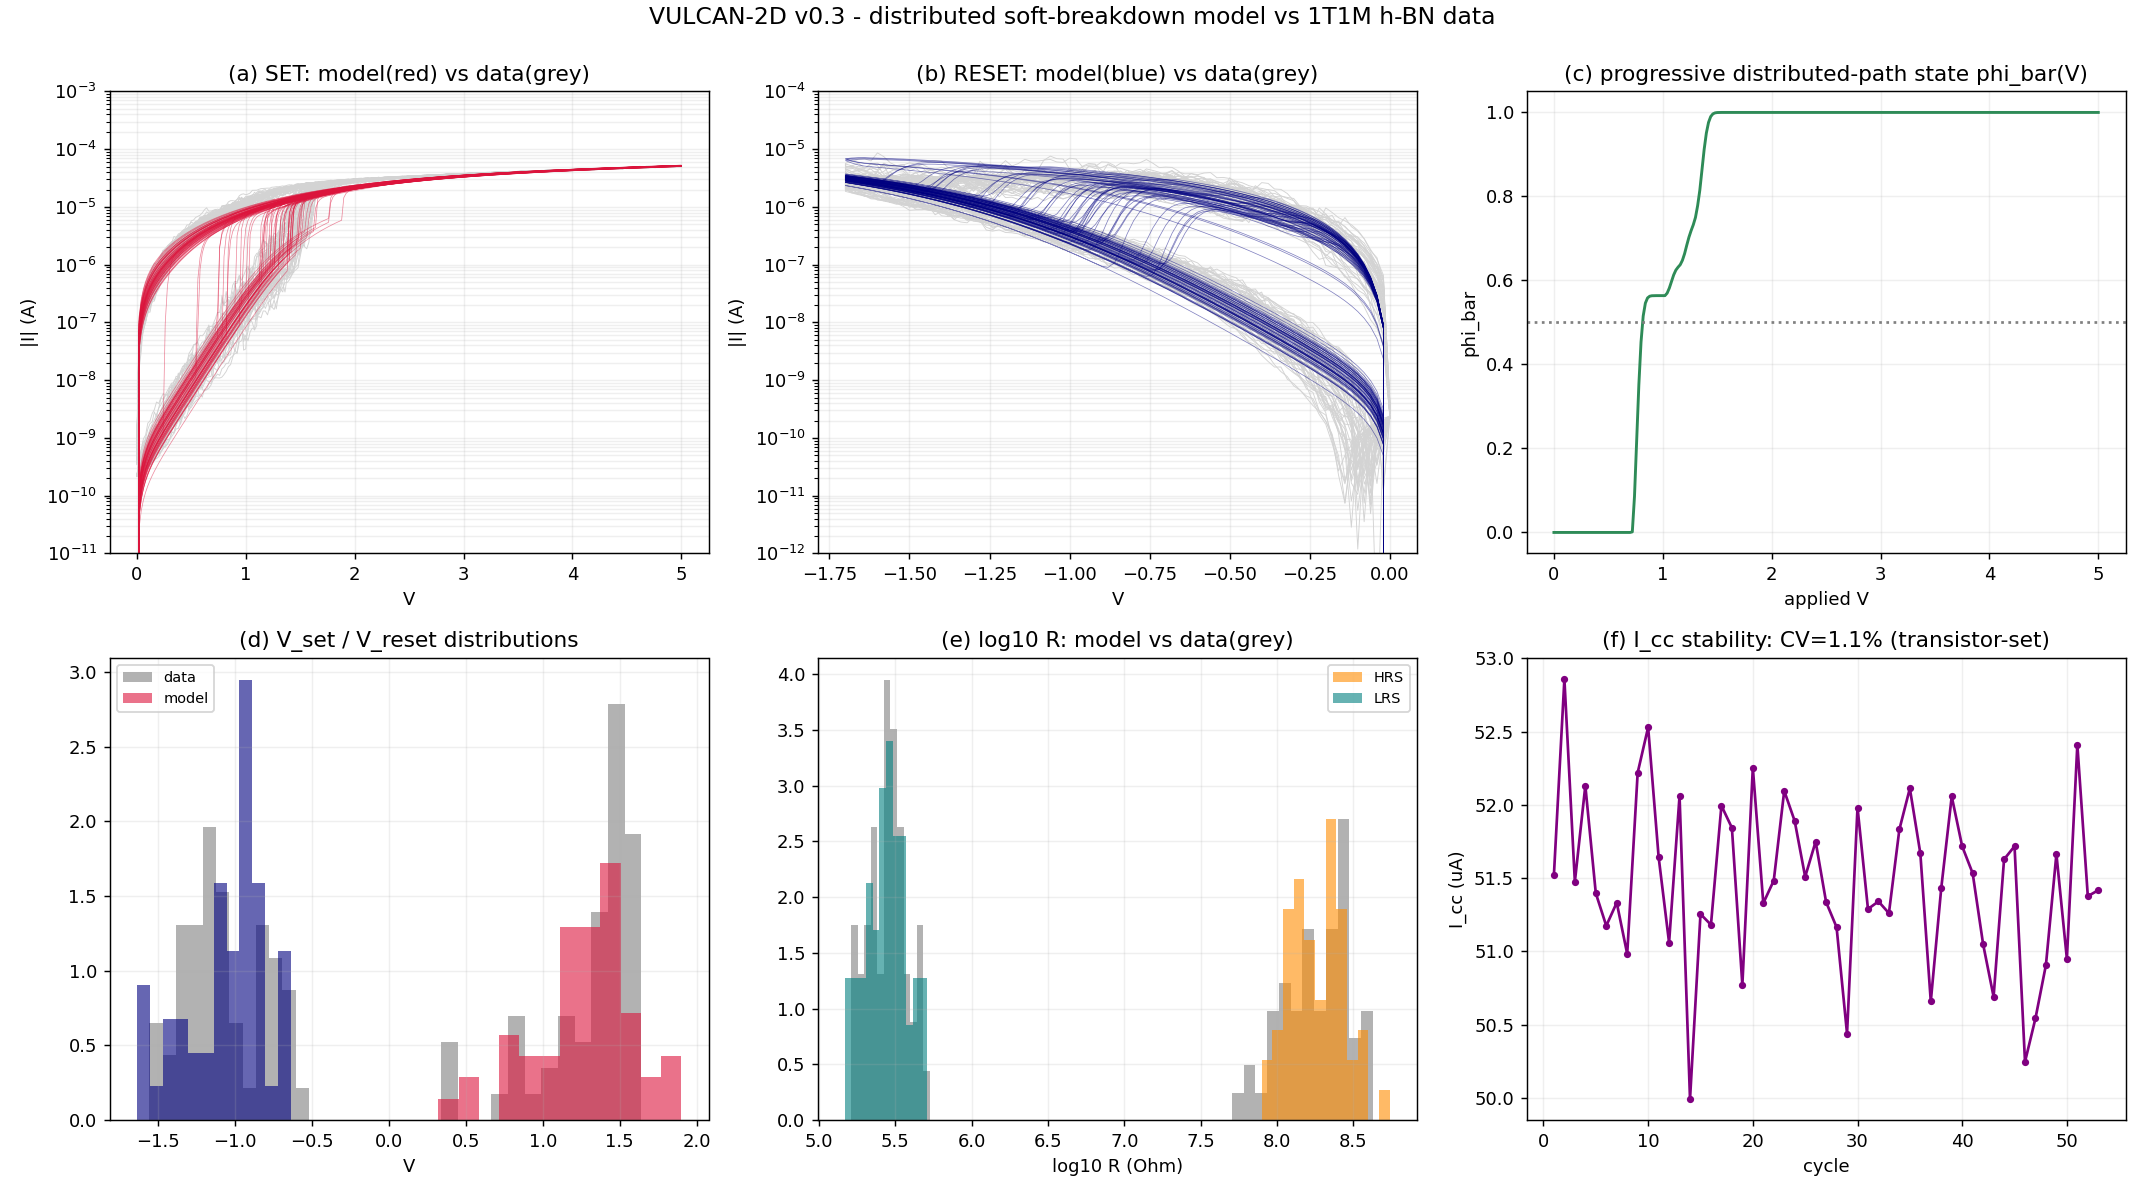 VULCAN-2D v0.3 - distributed soft-breakdown model vs 1T1M h-BN data
(a) SET: model(red) vs data(grey)
|I| (A)
10⁻³
10⁻⁴
10⁻⁵
10⁻⁶
10⁻⁷
10⁻⁸
10⁻⁹
10⁻¹⁰
10⁻¹¹
0 1 2 3 4 5
V
(b) RESET: model(blue) vs data(grey)
|I| (A)
10⁻⁴
10⁻⁵
10⁻⁶
10⁻⁷
10⁻⁸
10⁻⁹
10⁻¹⁰
10⁻¹¹
10⁻¹²
−1.75 −1.50 −1.25 −1.00 −0.75 −0.50 −0.25 0.00
V
(c) progressive distributed-path state phi_bar(V)
phi_bar
1.0
0.8
0.6
0.4
0.2
0.0
0 1 2 3 4 5
applied V
(d) V_set / V_reset distributions
data
model
3.0
2.5
2.0
1.5
1.0
0.5
0.0
−1.5 −1.0 −0.5 0.0 0.5 1.0 1.5 2.0
V
(e) log10 R: model vs data(grey)
HRS
LRS
4.0
3.5
3.0
2.5
2.0
1.5
1.0
0.5
0.0
5.0 5.5 6.0 6.5 7.0 7.5 8.0 8.5
log10 R (Ohm)
(f) I_cc stability: CV=1.1% (transistor-set)
I_cc (uA)
53.0
52.5
52.0
51.5
51.0
50.5
50.0
0 10 20 30 40 50
cycle